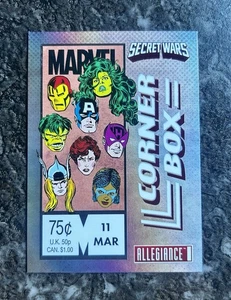 MARVEL
SECRET WARS
CORNER
BOX
75¢
U.K. 50p
CAN. $1.00
11
MAR
ALLEGIANCE